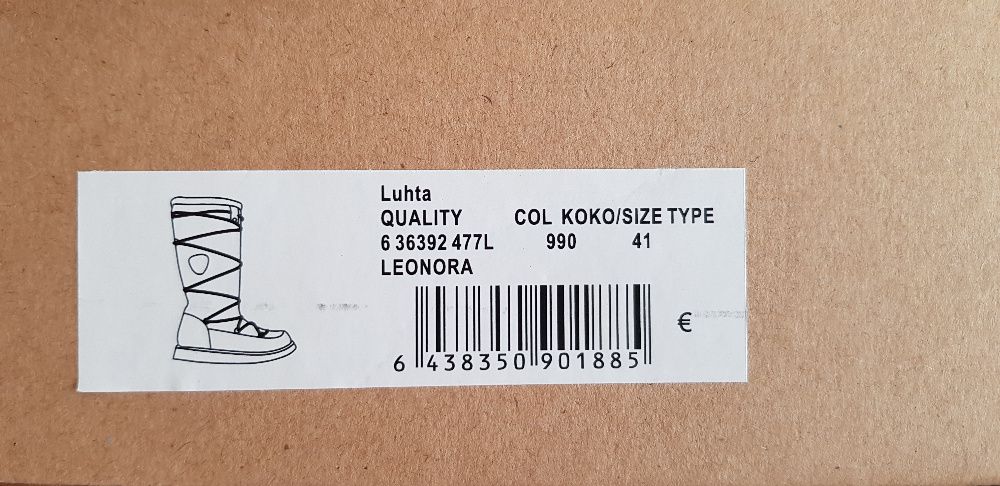 Luhta
QUALITY COL KOKO/SIZE TYPE
6 36392 477L 990 41
LEONORA
€
6 438350 901885